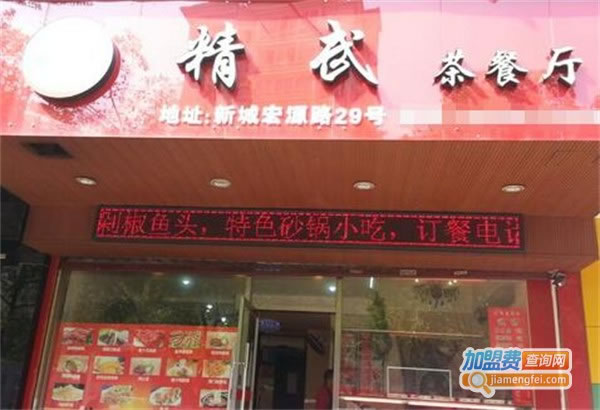 精武 茶餐厅
地址:新城宏源路29号
剁椒鱼头，特色砂锅小吃，订餐电话
加盟费查询网
jiamengfei.com